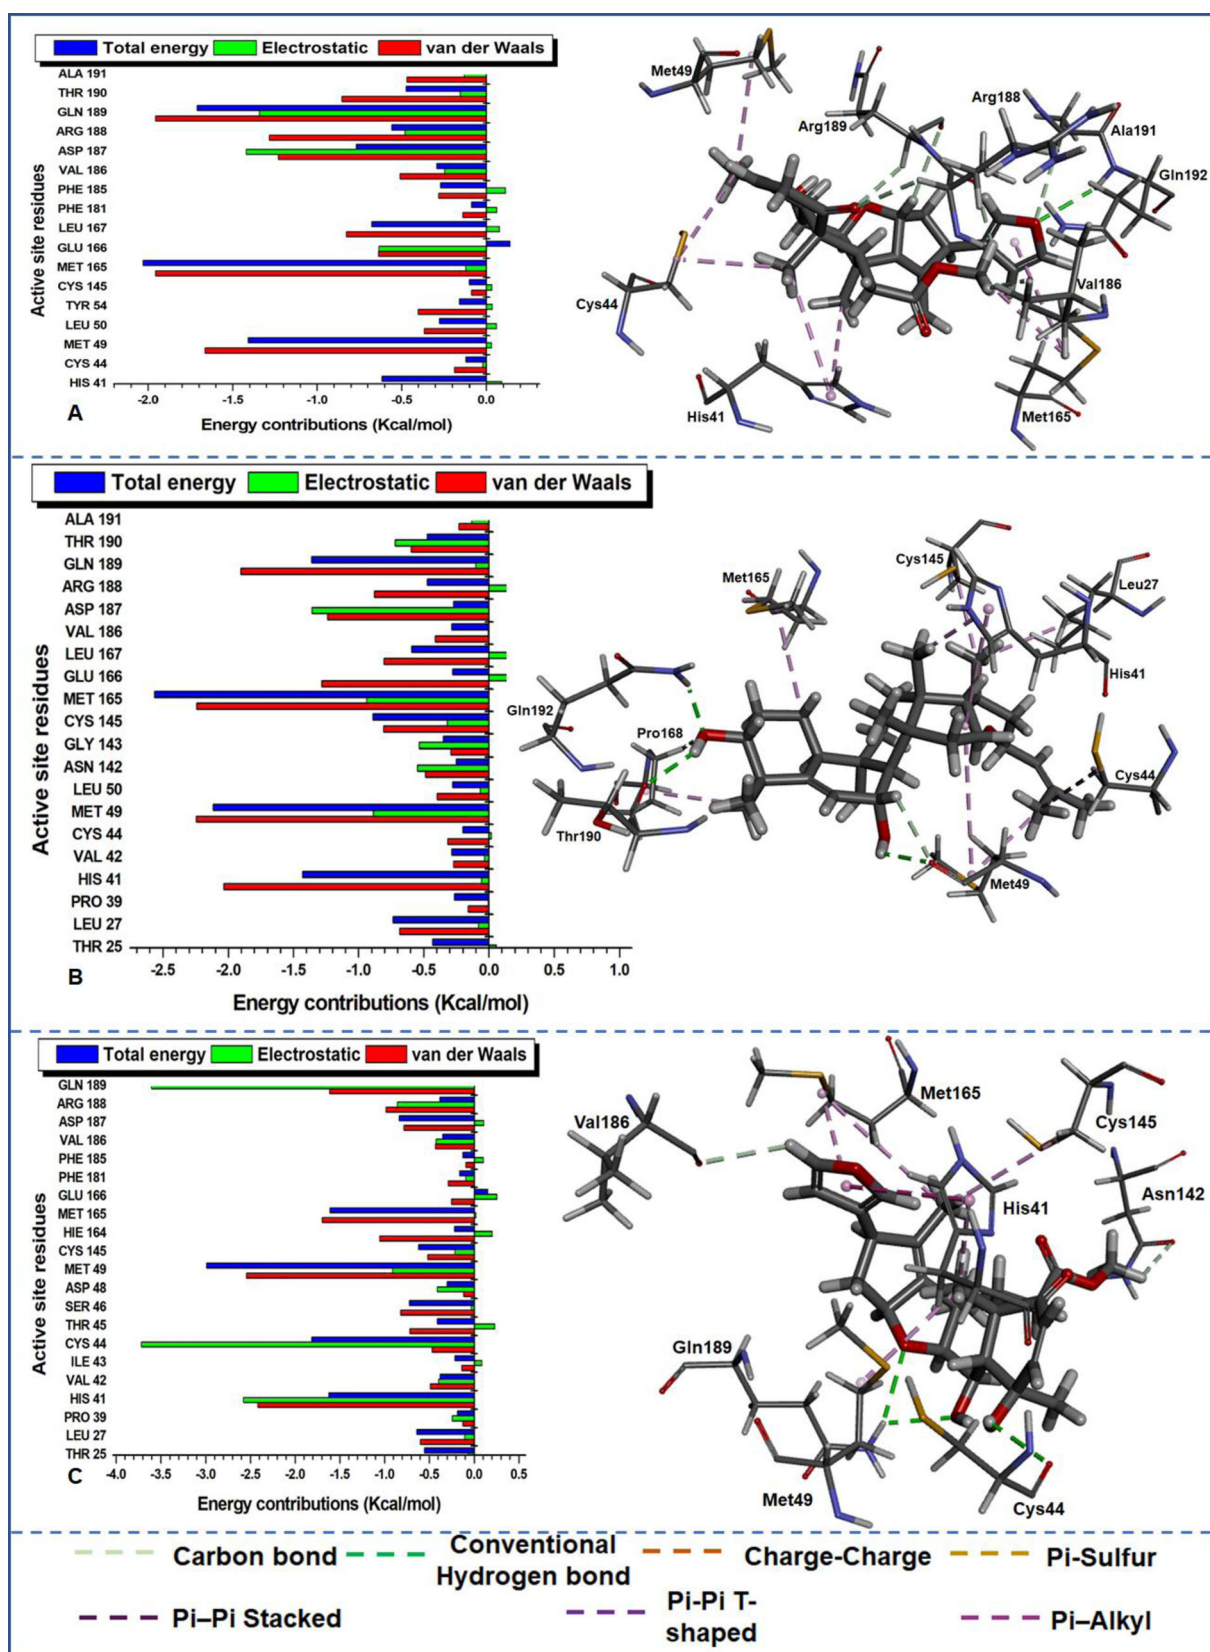 Total energy Electrostatic van der Waals
ALA 191
THR 190
GLN 189
ARG 188
ASP 187
VAL 186
PHE 185
PHE 181
LEU 167
GLU 166
MET 165
CYS 145
TYR 54
LEU 50
MET 49
CYS 44
HIS 41
Active site residues
-2.0 -1.5 -1.0 -0.5 0.0
Energy contributions (Kcal/mol)
A
Met49
Arg189
Arg188
Ala191
Gln192
Cys44
Val186
His41
Met165
Total energy Electrostatic van der Waals
ALA 191
THR 190
GLN 189
ARG 188
ASP 187
VAL 186
LEU 167
GLU 166
MET 165
CYS 145
GLY 143
ASN 142
LEU 50
MET 49
CYS 44
VAL 42
HIS 41
PRO 39
LEU 27
THR 25
Active site residues
-2.5 -2.0 -1.5 -1.0 -0.5 0.0 0.5 1.0
Energy contributions (Kcal/mol)
B
Cys145
Met165
Leu27
His41
Gln192
Pro168
Cys44
Thr190
Met49
Total energy Electrostatic van der Waals
GLN 189
ARG 188
ASP 187
VAL 186
PHE 185
PHE 181
GLU 166
MET 165
HIE 164
CYS 145
MET 49
ASP 48
SER 46
THR 45
CYS 44
ILE 43
VAL 42
HIS 41
PRO 39
LEU 27
THR 25
Active site residues
-4.0 -3.5 -3.0 -2.5 -2.0 -1.5 -1.0 -0.5 0.0 0.5
Energy contributions (Kcal/mol)
C
Met165
Val186
Cys145
His41
Asn142
Gln189
Met49
Cys44
Carbon bond
Conventional
Hydrogen bond
Charge-Charge
Pi-Sulfur
Pi–Pi Stacked
Pi-Pi T-
shaped
Pi–Alkyl